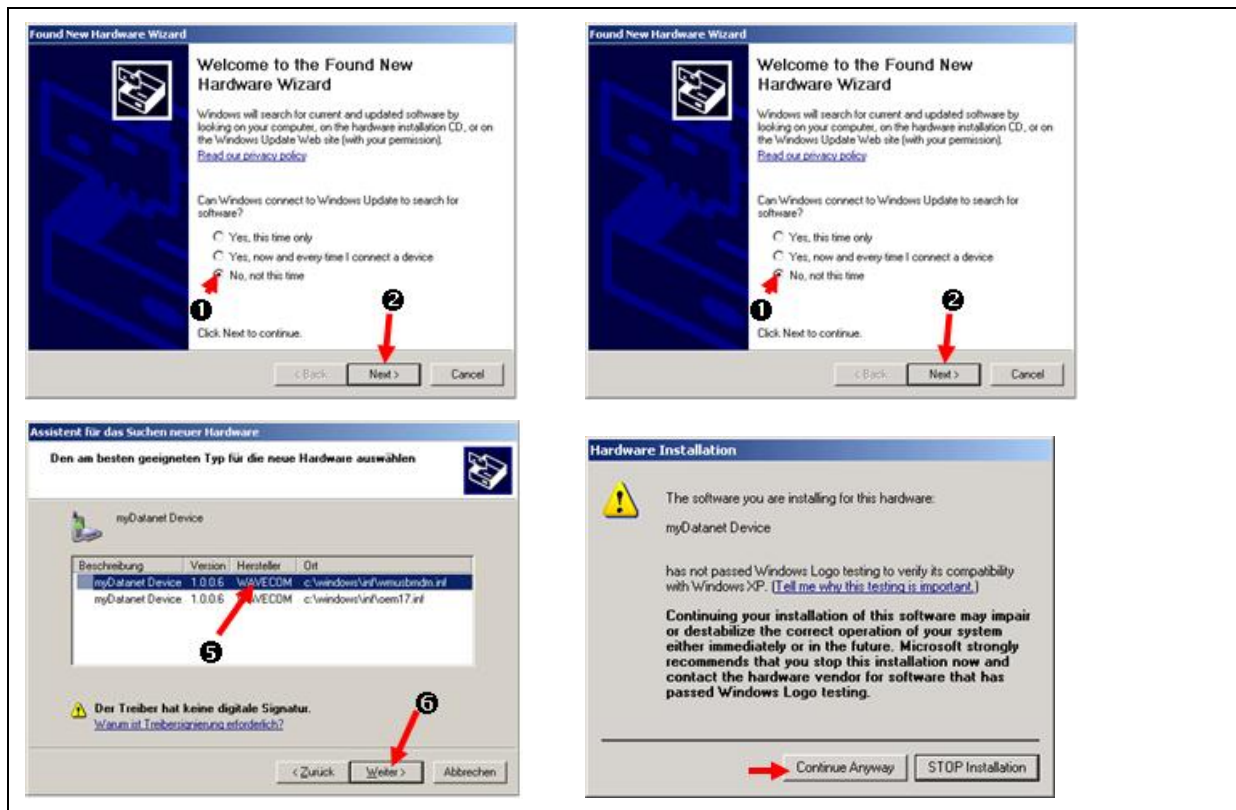 Found New Hardware Wizard
Welcome to the Found New
Hardware Wizard
Windows will search for current and updated software by
looking on your computer, on the hardware installation CD, or on
the Windows Update Web site (with your permission).
Read our privacy policy
Can Windows connect to Windows Update to search for
software?
Yes, this time only
Yes, now and every time I connect a device
No, not this time
1
2
Click Next to continue.
< Back
Next >
Cancel
Found New Hardware Wizard
Welcome to the Found New
Hardware Wizard
Windows will search for current and updated software by
looking on your computer, on the hardware installation CD, or on
the Windows Update Web site (with your permission).
Read our privacy policy
Can Windows connect to Windows Update to search for
software?
Yes, this time only
Yes, now and every time I connect a device
No, not this time
1
2
Click Next to continue.
< Back
Next >
Cancel
Assistent für das Suchen neuer Hardware
Den am besten geeigneten Typ für die neue Hardware auswählen
myDatanet Device
Beschreibung Version Hersteller Ort
myDatanet Device 1.0.0.6 WAVECOM c:\windows\inf\wmusbmdm.inf
myDatanet Device 1.0.0.6 WAVECOM c:\windows\inf\oem17.inf
5
Der Treiber hat keine digitale Signatur.
Warum ist Treibersignierung erforderlich?
6
< Zurück
Weiter >
Abbrechen
Hardware Installation
The software you are installing for this hardware:
myDatanet Device
has not passed Windows Logo testing to verify its compatibility
with Windows XP. (Tell me why this testing is important.)
Continuing your installation of this software may impair
or destabilize the correct operation of your system
either immediately or in the future. Microsoft strongly
recommends that you stop this installation now and
contact the hardware vendor for software that has
passed Windows Logo testing.
Continue Anyway
STOP Installation